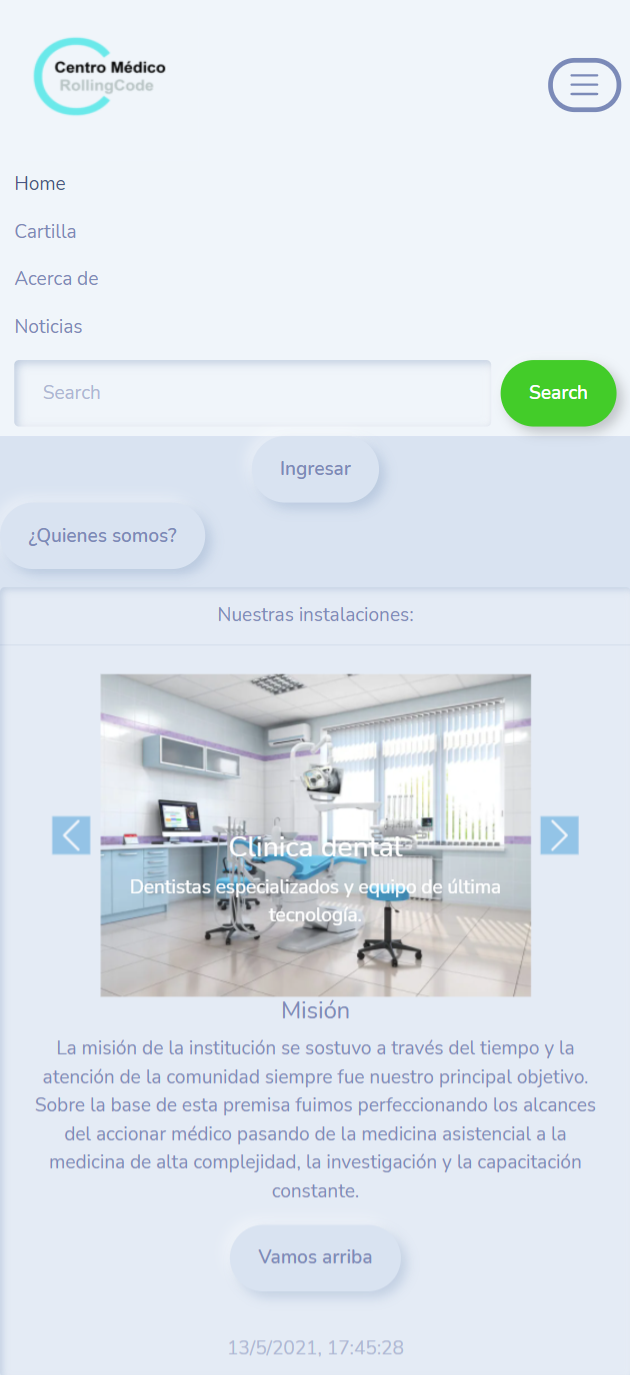 Centro Médico
RollingCode
Home
Cartilla
Acerca de
Noticias
Search
Search
Ingresar
¿Quienes somos?
Nuestras instalaciones:
Clínica dental
Dentistas especializados y equipo de última
tecnología.
Misión
La misión de la institución se sostuvo a través del tiempo y la
atención de la comunidad siempre fue nuestro principal objetivo.
Sobre la base de esta premisa fuimos perfeccionando los alcances
del accionar médico pasando de la medicina asistencial a la
medicina de alta complejidad, la investigación y la capacitación
constante.
Vamos arriba
13/5/2021, 17:45:28